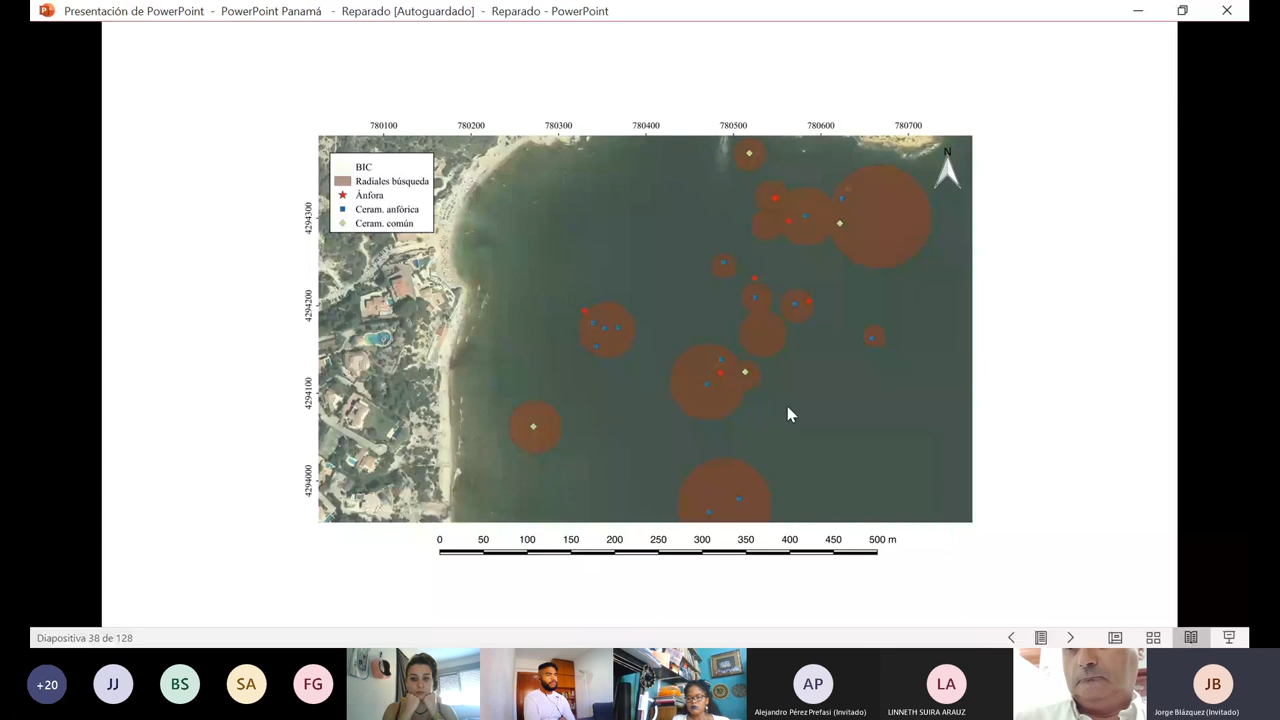 Presentación de PowerPoint - PowerPoint Panamá - Reparado [Autoguardado] - Reparado - PowerPoint
780100 780200 780300 780400 780500 780600 780700
BIC
Radiales búsqueda
Ánfora
Ceram. anfórica
Ceram. común
N
4294300
4294200
4294100
4294000
0 50 100 150 200 250 300 350 400 450 500 m
Diapositiva 38 de 128
+20 JJ BS SA FG AP LA JB
Alejandro Pérez Prefasi (Invitado) LINNETH SUIRA ARAUZ Jorge Blázquez (Invitado)